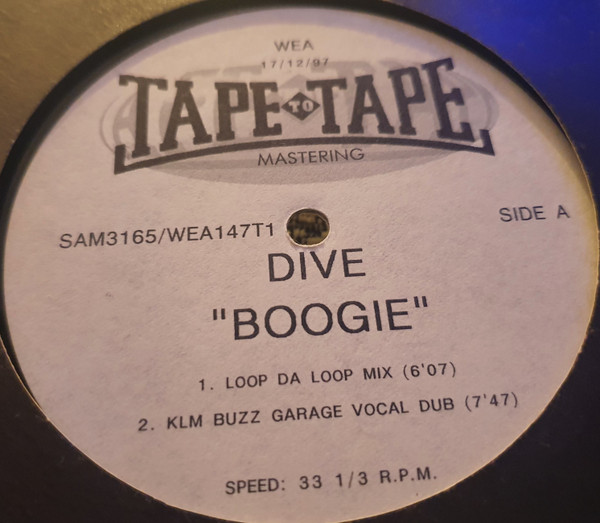 WEA
17/12/97
TAPE TO TAPE
MASTERING
SAM3165/WEA147T1
SIDE A
DIVE
"BOOGIE"
1. LOOP DA LOOP MIX (6'07)
2. KLM BUZZ GARAGE VOCAL DUB (7'47)
SPEED: 33 1/3 R.P.M.